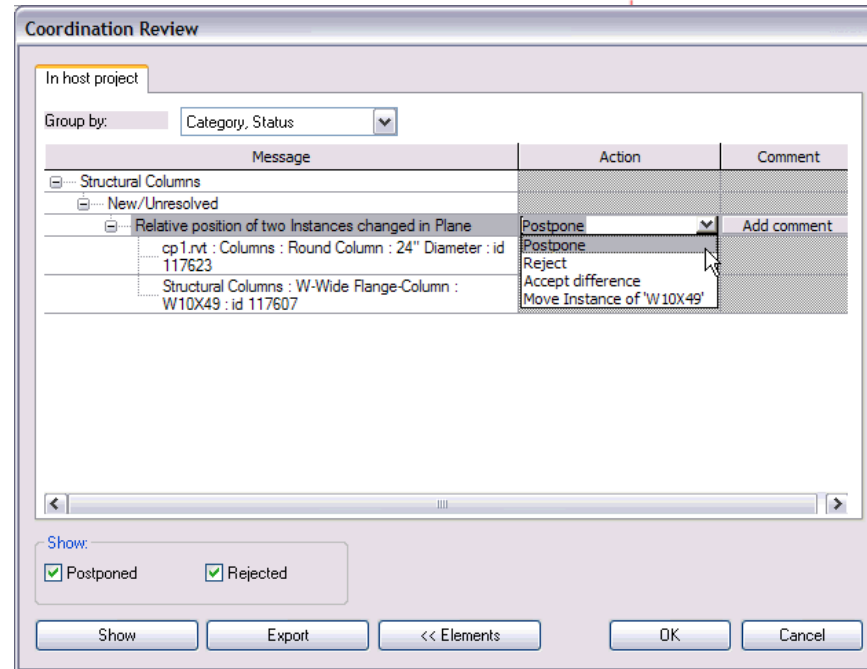 Coordination Review
In host project
Group by: Category, Status
Message Action Comment
Structural Columns
New/Unresolved
Relative position of two Instances changed in Plane Postpone Add comment
cp1.rvt : Columns : Round Column : 24" Diameter : id
117623
Structural Columns : W-Wide Flange-Column :
W10X49 : id 117607
Postpone
Reject
Accept difference
Move Instance of 'W10X49'
Show:
Postponed Rejected
Show Export << Elements OK Cancel